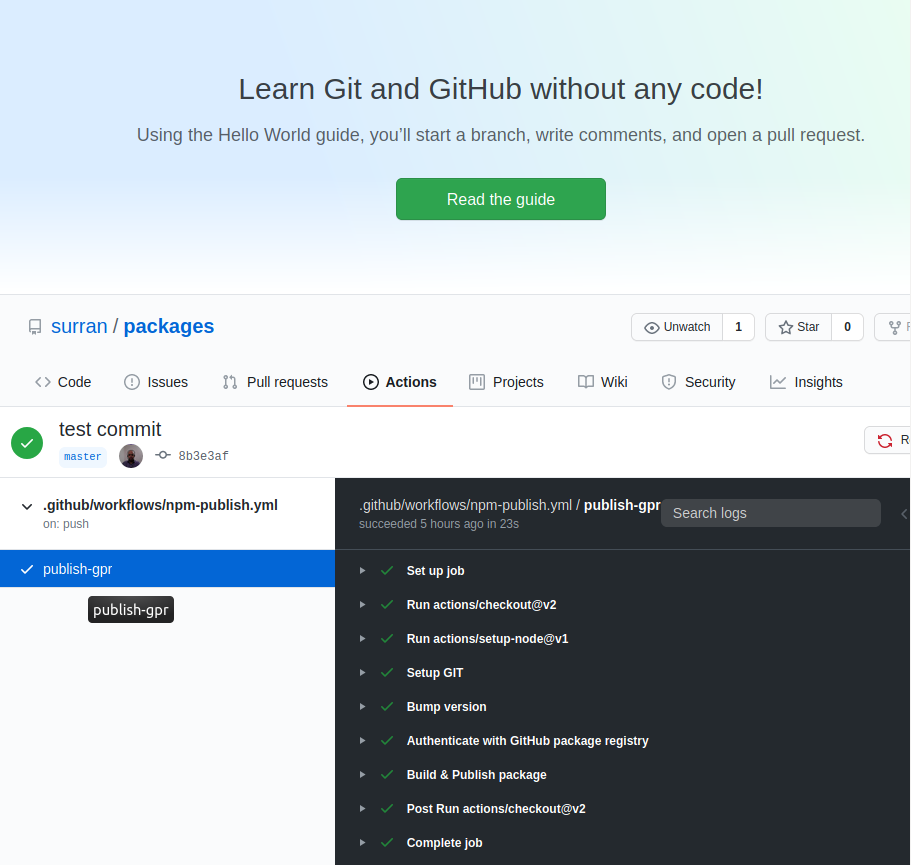 Learn Git and GitHub without any code!
Using the Hello World guide, you’ll start a branch, write comments, and open a pull request.
Read the guide
surran / packages
Unwatch 1 Star 0
Code Issues Pull requests Actions Projects Wiki Security Insights
test commit
master 8b3e3af
.github/workflows/npm-publish.yml
on: push
publish-gpr
publish-gpr
.github/workflows/npm-publish.yml / publish-gpr
Search logs
succeeded 5 hours ago in 23s
Set up job
Run actions/checkout@v2
Run actions/setup-node@v1
Setup GIT
Bump version
Authenticate with GitHub package registry
Build & Publish package
Post Run actions/checkout@v2
Complete job